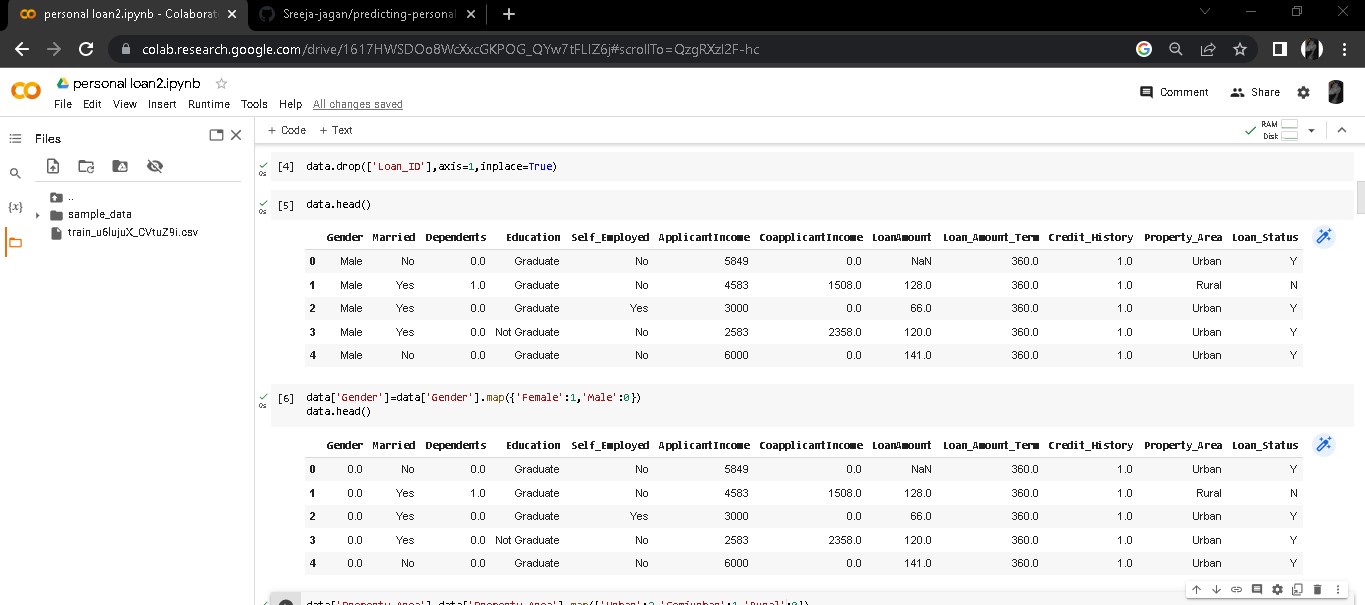 personal loan2.ipynb - Colaborat
Sreeja-jagan/predicting-personal
colab.research.google.com/drive/1617HWSDOo8WcXxcGKPOG_QYw7tFLIZ6j#scrollTo=QzgRXzI2F-hc
personal loan2.ipynb
File Edit View Insert Runtime Tools Help All changes saved
Comment Share
Files
+ Code + Text
RAM
Disk
..
sample_data
train_u6lujuX_CVtuZ9i.csv
{x}
0s
[4] data.drop(['Loan_ID'],axis=1,inplace=True)
0s
[5] data.head()
Gender Married Dependents Education Self_Employed ApplicantIncome CoapplicantIncome LoanAmount Loan_Amount_Term Credit_History Property_Area Loan_Status
0 Male No 0.0 Graduate No 5849 0.0 NaN 360.0 1.0 Urban Y
1 Male Yes 1.0 Graduate No 4583 1508.0 128.0 360.0 1.0 Rural N
2 Male Yes 0.0 Graduate Yes 3000 0.0 66.0 360.0 1.0 Urban Y
3 Male Yes 0.0 Not Graduate No 2583 2358.0 120.0 360.0 1.0 Urban Y
4 Male No 0.0 Graduate No 6000 0.0 141.0 360.0 1.0 Urban Y
0s
[6] data['Gender']=data['Gender'].map({'Female':1,'Male':0})
data.head()
Gender Married Dependents Education Self_Employed ApplicantIncome CoapplicantIncome LoanAmount Loan_Amount_Term Credit_History Property_Area Loan_Status
0 0.0 No 0.0 Graduate No 5849 0.0 NaN 360.0 1.0 Urban Y
1 0.0 Yes 1.0 Graduate No 4583 1508.0 128.0 360.0 1.0 Rural N
2 0.0 Yes 0.0 Graduate Yes 3000 0.0 66.0 360.0 1.0 Urban Y
3 0.0 Yes 0.0 Not Graduate No 2583 2358.0 120.0 360.0 1.0 Urban Y
4 0.0 No 0.0 Graduate No 6000 0.0 141.0 360.0 1.0 Urban Y